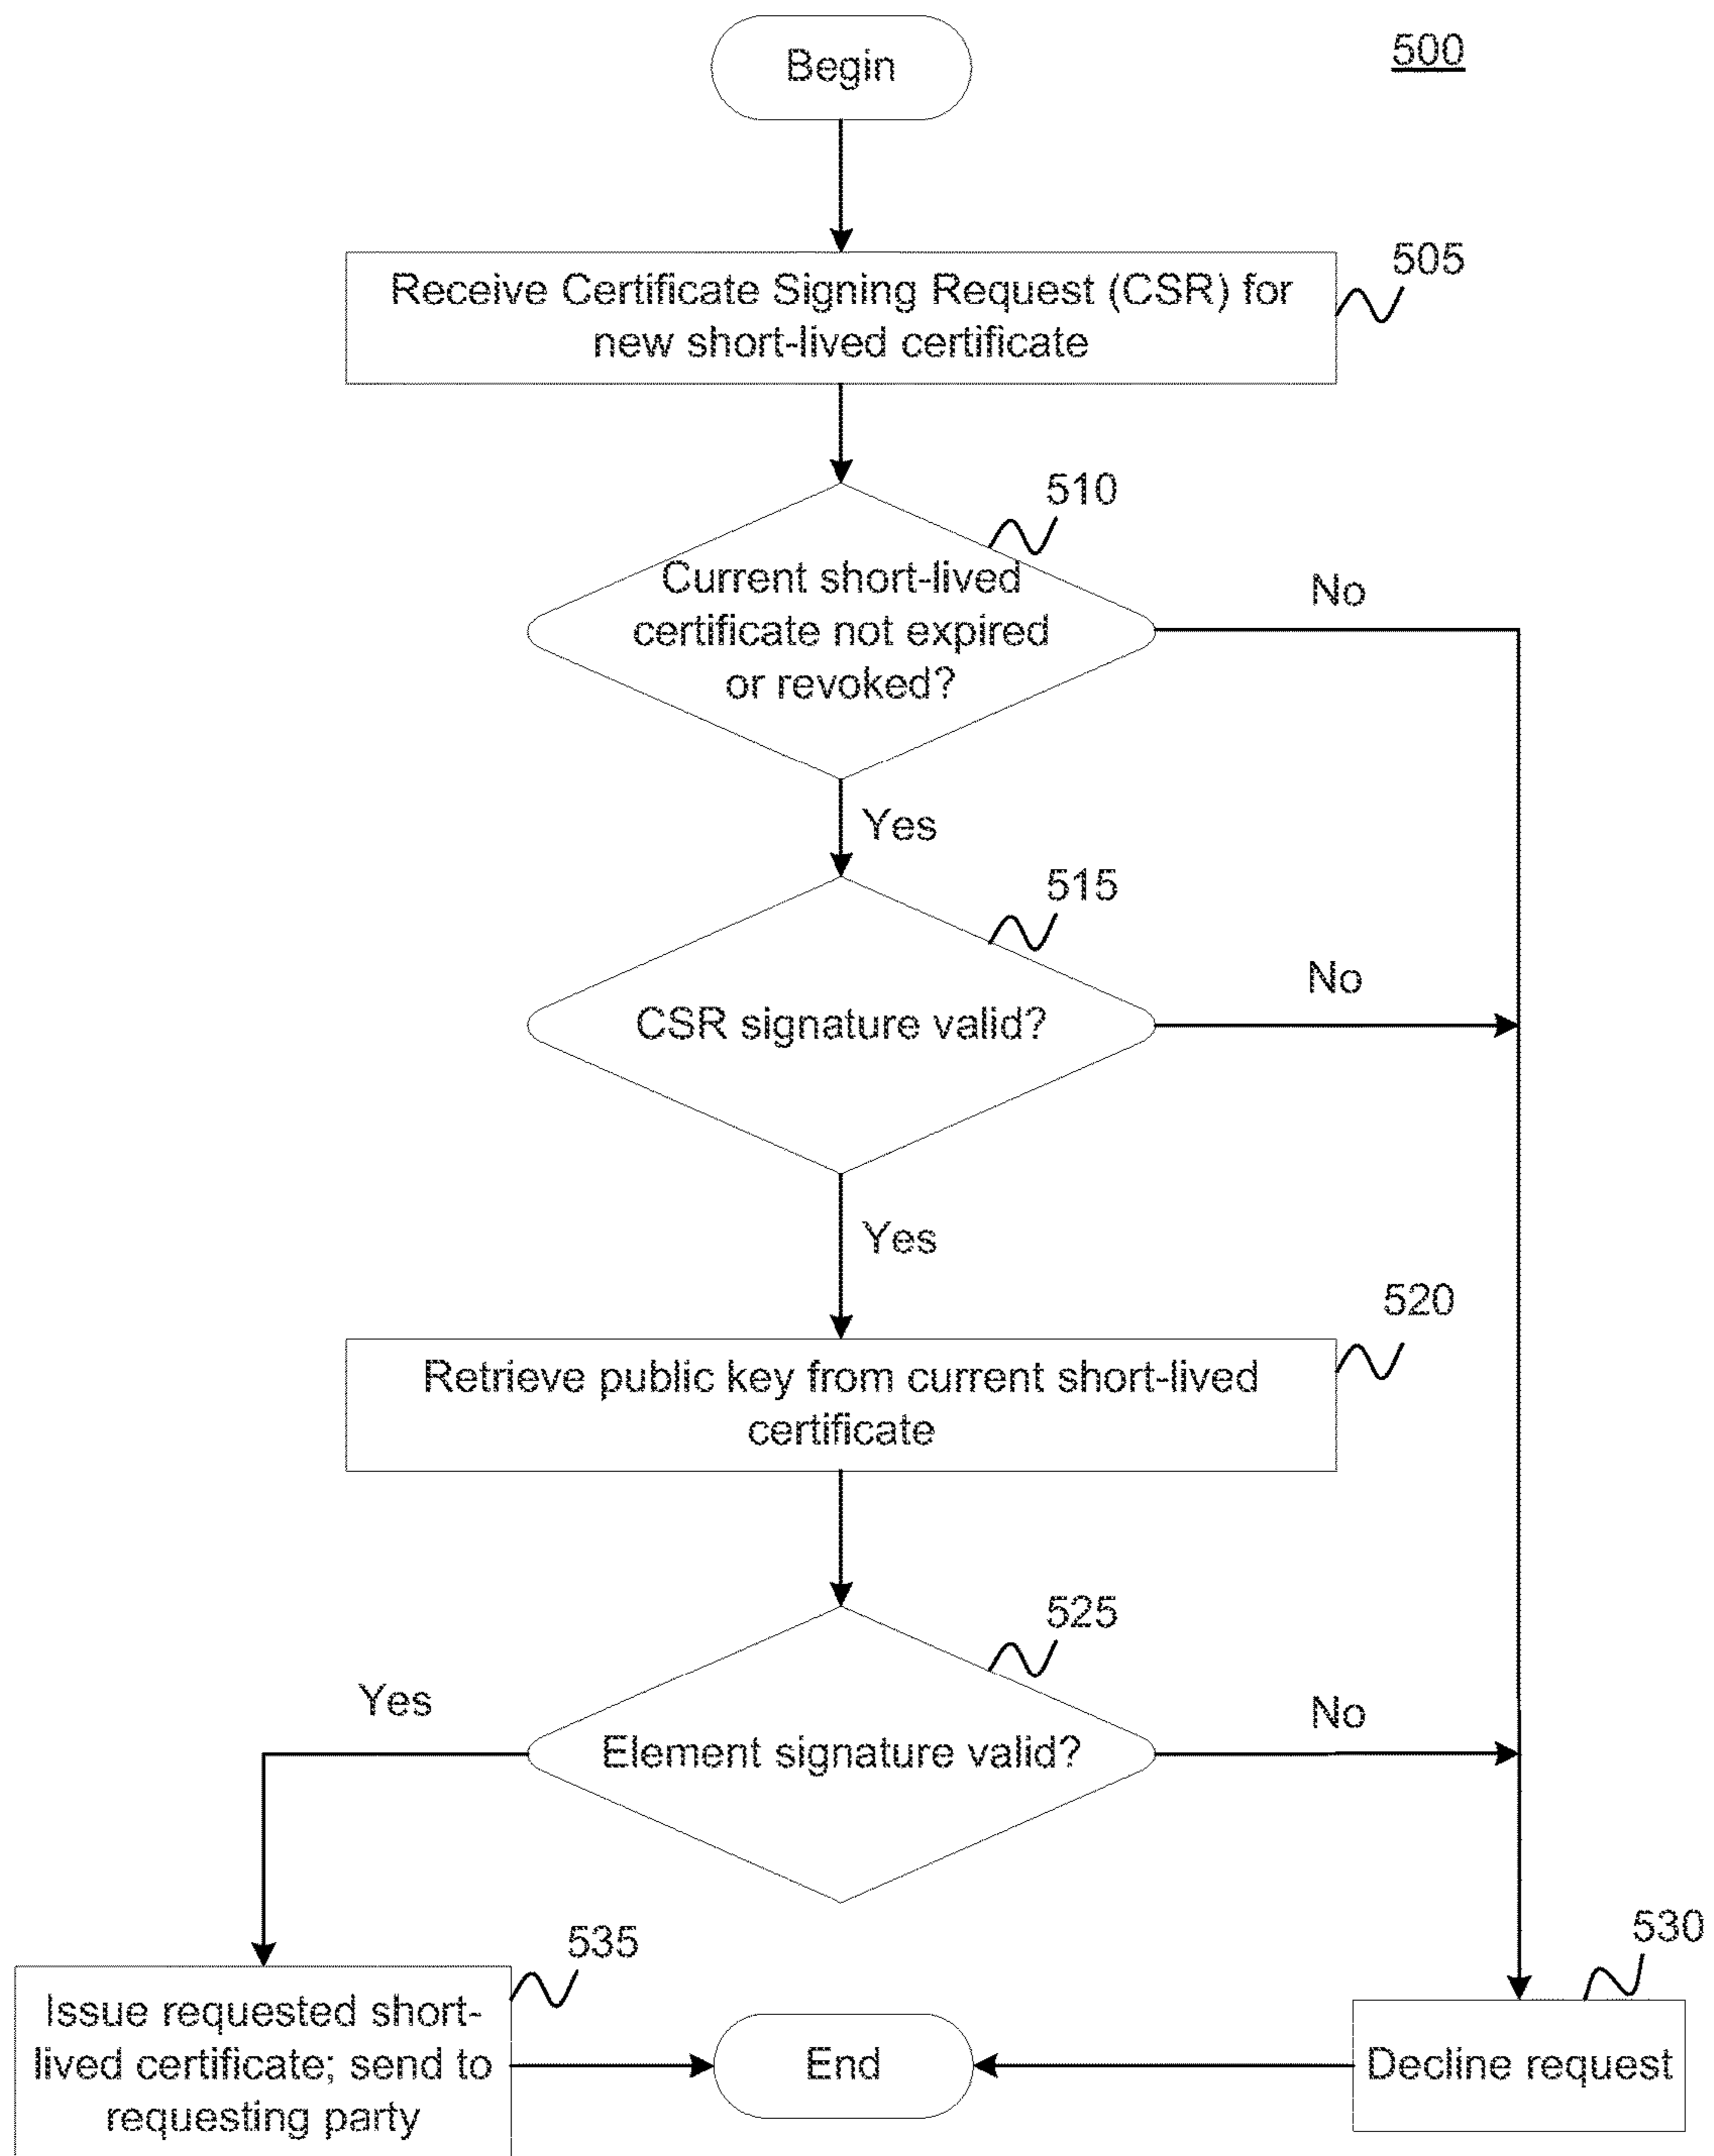 Begin
500
Receive Certificate Signing Request (CSR) for
new short-lived certificate
505
510
Current short-lived
certificate not expired
or revoked?
No
Yes
515
CSR signature valid?
No
Yes
520
Retrieve public key from current short-lived
certificate
525
Yes
Element signature valid?
No
535
530
Issue requested short-
lived certificate; send to
requesting party
End
Decline request